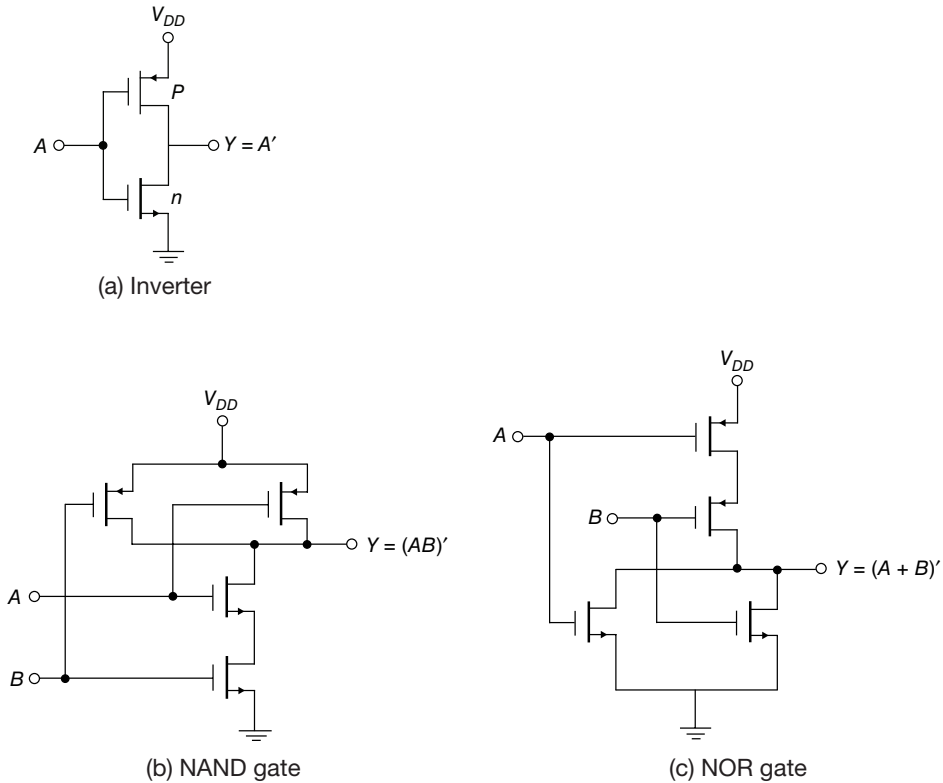 V_DD
P
A
Y = A′
n
(a) Inverter
V_DD
Y = (AB)′
A
B
(b) NAND gate
V_DD
A
B
Y = (A + B)′
(c) NOR gate